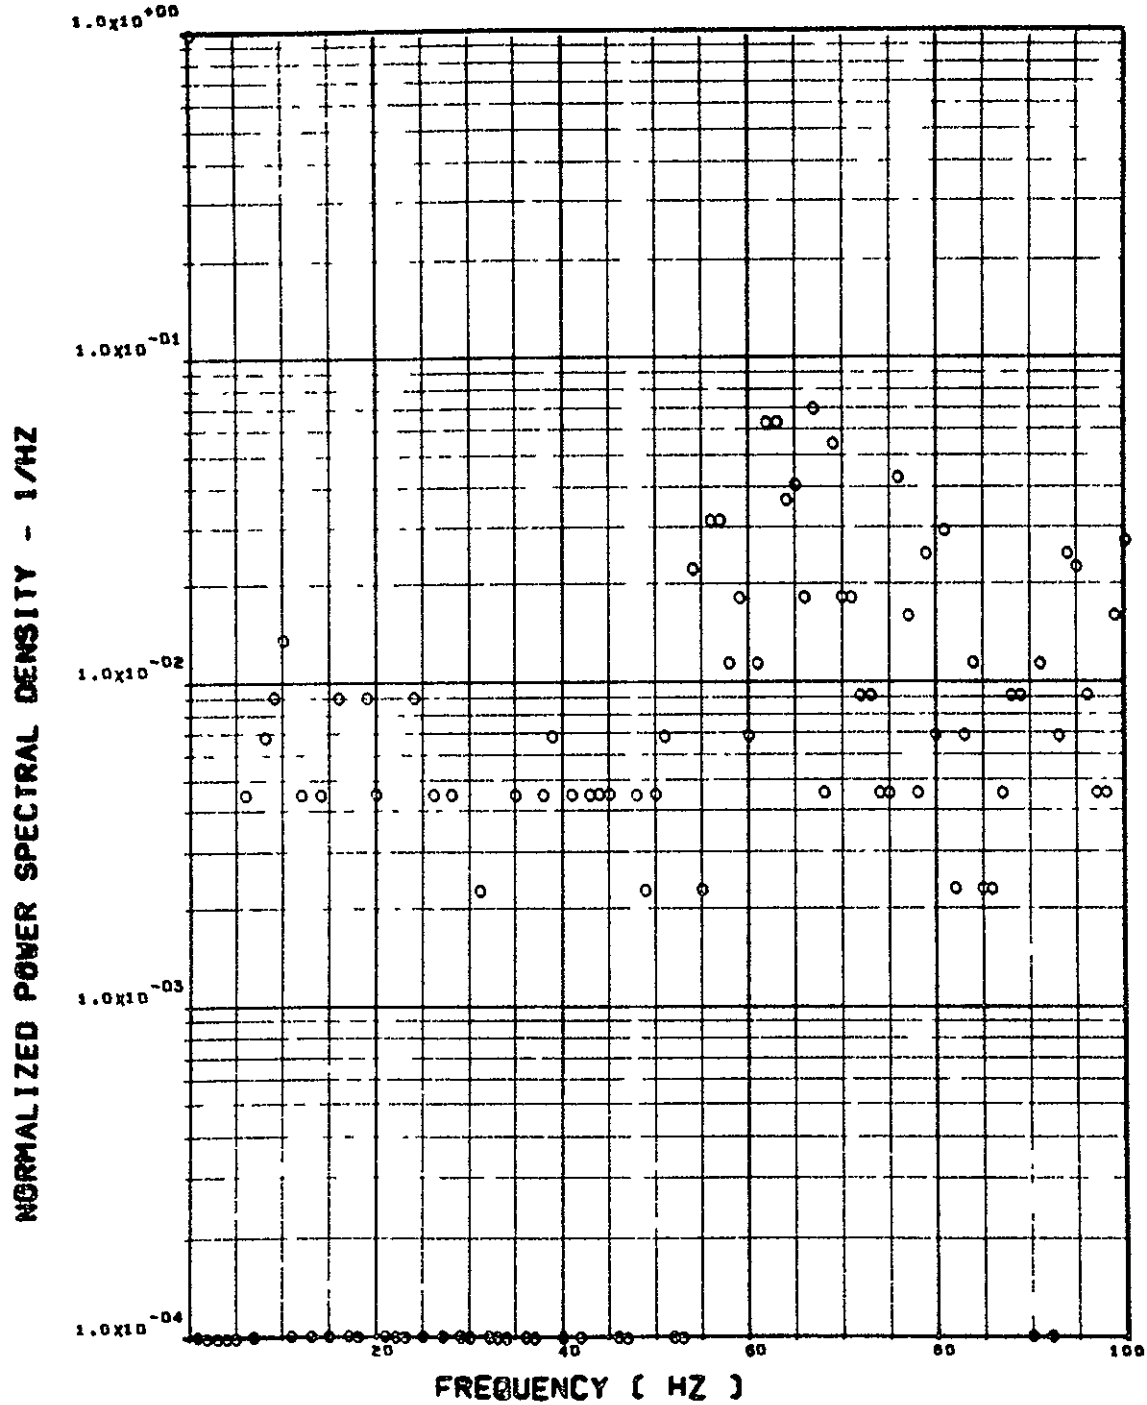 1.0X10+00
1.0X10-01
1.0X10-02
1.0X10-03
1.0X10-04
NORMALIZED POWER SPECTRAL DENSITY - 1/HZ
20 40 60 80 100
FREQUENCY ( HZ )